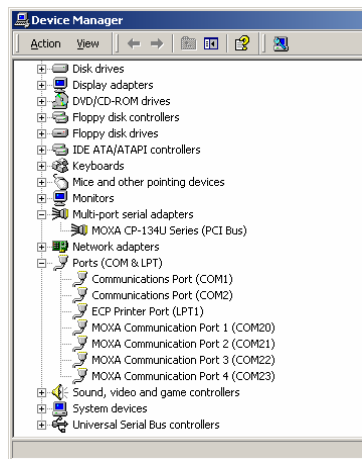 Device Manager
Action View
Disk drives
Display adapters
DVD/CD-ROM drives
Floppy disk controllers
Floppy disk drives
IDE ATA/ATAPI controllers
Keyboards
Mice and other pointing devices
Monitors
Multi-port serial adapters
MOXA CP-134U Series (PCI Bus)
Network adapters
Ports (COM & LPT)
Communications Port (COM1)
Communications Port (COM2)
ECP Printer Port (LPT1)
MOXA Communication Port 1 (COM20)
MOXA Communication Port 2 (COM21)
MOXA Communication Port 3 (COM22)
MOXA Communication Port 4 (COM23)
Sound, video and game controllers
System devices
Universal Serial Bus controllers